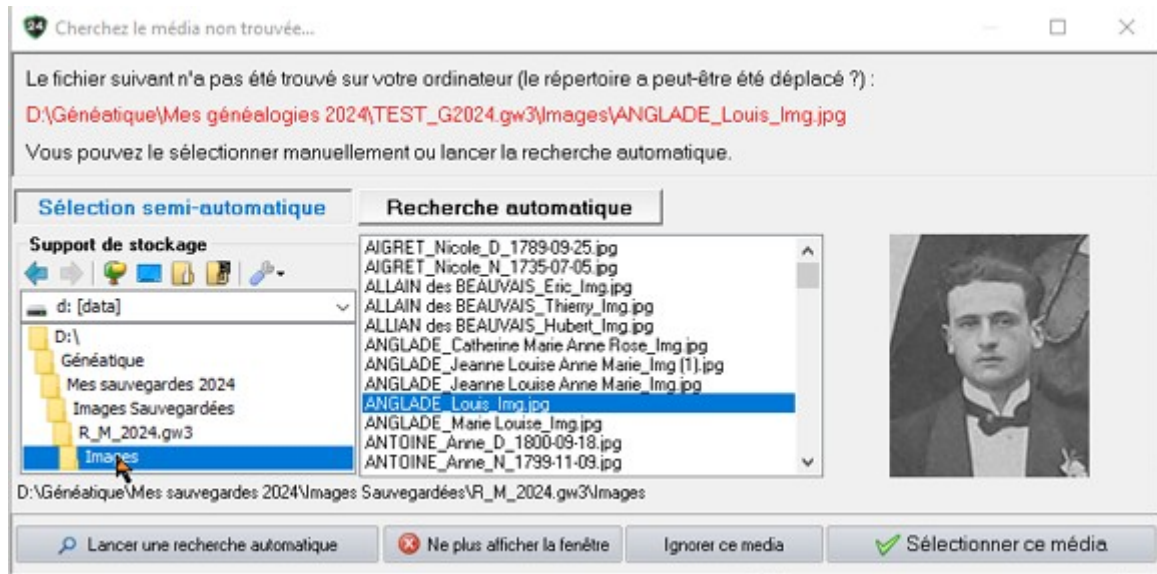 24 Cherchez le média non trouvée...
Le fichier suivant n'a pas été trouvé sur votre ordinateur (le répertoire a peut-être été déplacé ?) :
D:\Généatique\Mes généalogies 2024\TEST_G2024.gw3\Images\ANGLADE_Louis_Img.jpg
Vous pouvez le sélectionner manuellement ou lancer la recherche automatique.
Sélection semi-automatique
Recherche automatique
Support de stockage
d: [data]
D:\
Généatique
Mes sauvegardes 2024
Images Sauvegardées
R_M_2024.gw3
Images
AIGRET_Nicole_D_1789-09-25.jpg
AIGRET_Nicole_N_1735-07-05.jpg
ALLAIN des BEAUVAIS_Eric_Img.jpg
ALLAIN des BEAUVAIS_Thierry_Img.jpg
ALLIAN des BEAUVAIS_Hubert_Img.jpg
ANGLADE_Catherine Marie Anne Rose_Img.jpg
ANGLADE_Jeanne Louise Anne Marie_Img (1).jpg
ANGLADE_Jeanne Louise Anne Marie_Img.jpg
ANGLADE_Louis_Img.jpg
ANGLADE_Marie Louise_Img.jpg
ANTOINE_Anne_D_1800-09-18.jpg
ANTOINE_Anne_N_1799-11-09.jpg
D:\Généatique\Mes sauvegardes 2024\Images Sauvegardées\R_M_2024.gw3\Images
Lancer une recherche automatique
Ne plus afficher la fenêtre
Ignorer ce media
Sélectionner ce média